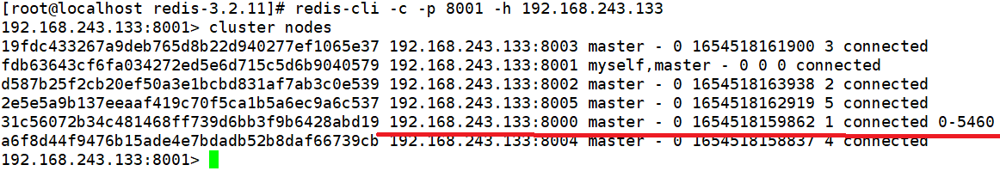 [root@localhost redis-3.2.11]# redis-cli -c -p 8001 -h 192.168.243.133
192.168.243.133:8001> cluster nodes
19fdc433267a9deb765d8b22d940277ef1065e37 192.168.243.133:8003 master - 0 1654518161900 3 connected
fdb63643cf6fa034272ed5e6d715c5d6b9040579 192.168.243.133:8001 myself,master - 0 0 0 connected
d587b25f2cb20ef50a3e1bcbd831af7ab3c0e539 192.168.243.133:8002 master - 0 1654518163938 2 connected
2e5e5a9b137eeaaf419c70f5ca1b5a6ec9a6c537 192.168.243.133:8005 master - 0 1654518162919 5 connected
31c56072b34c481468ff739d6bb3f9b6428abd19 192.168.243.133:8000 master - 0 1654518159862 1 connected 0-5460
a6f8d44f9476b15ade4e7bdadb52b8daf66739cb 192.168.243.133:8004 master - 0 1654518158837 4 connected
192.168.243.133:8001>